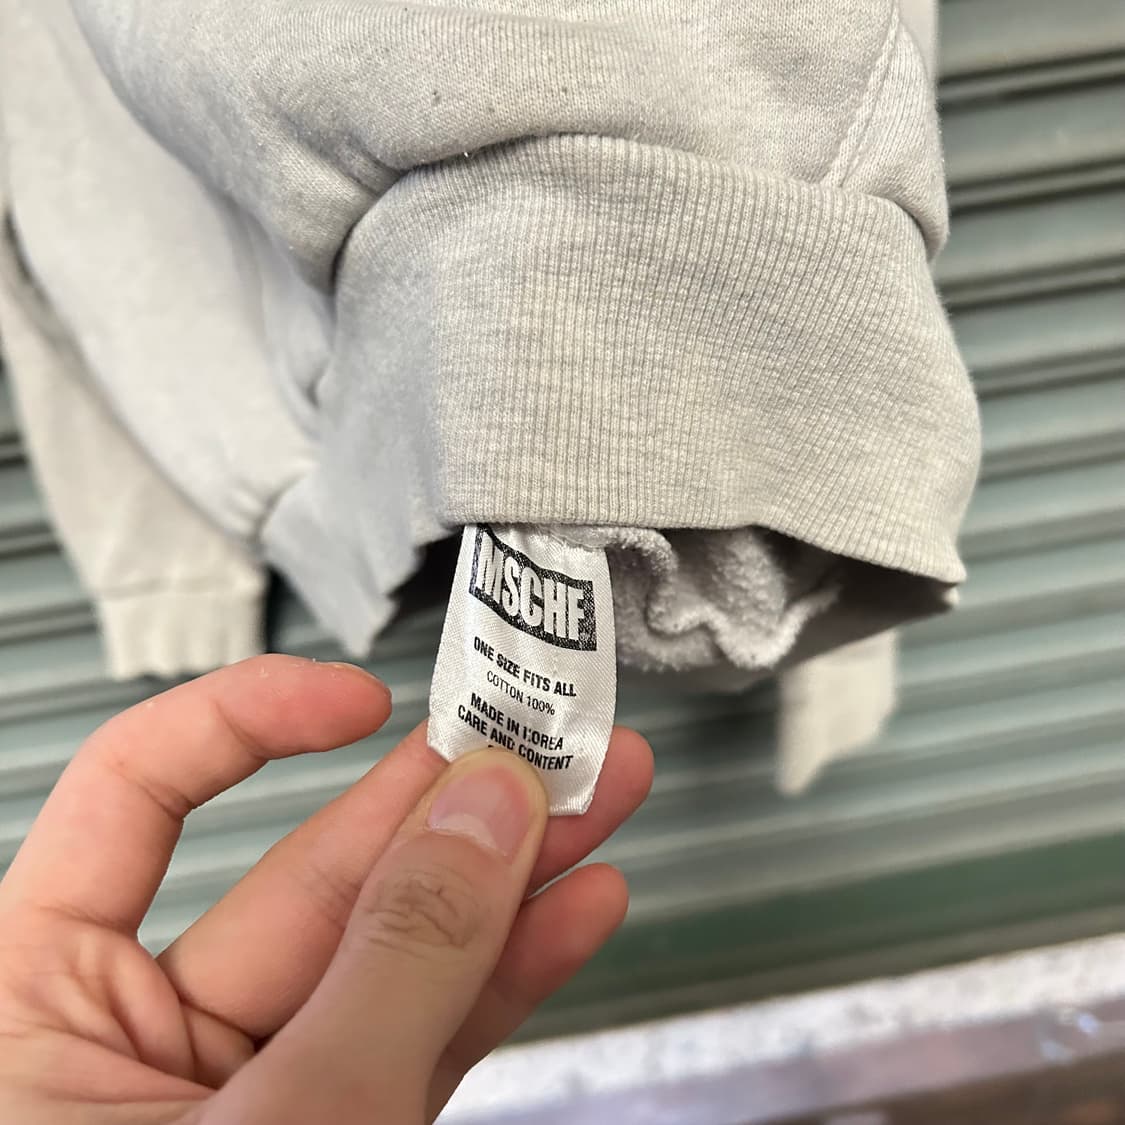 MSCHF
ONE SIZE FITS ALL
COTTON 100%
MADE IN KOREA
CARE AND CONTENT